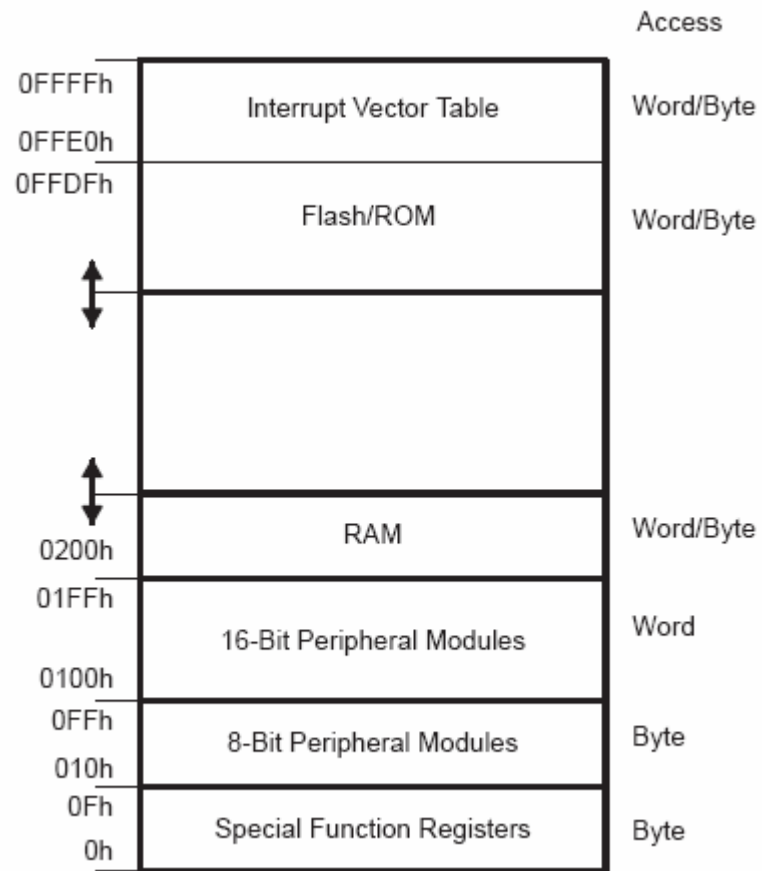 Access
0FFFFh
Interrupt Vector Table
Word/Byte
0FFE0h
0FFDFh
Flash/ROM
Word/Byte
RAM
Word/Byte
0200h
01FFh
16-Bit Peripheral Modules
Word
0100h
0FFh
8-Bit Peripheral Modules
Byte
010h
0Fh
Special Function Registers
Byte
0h